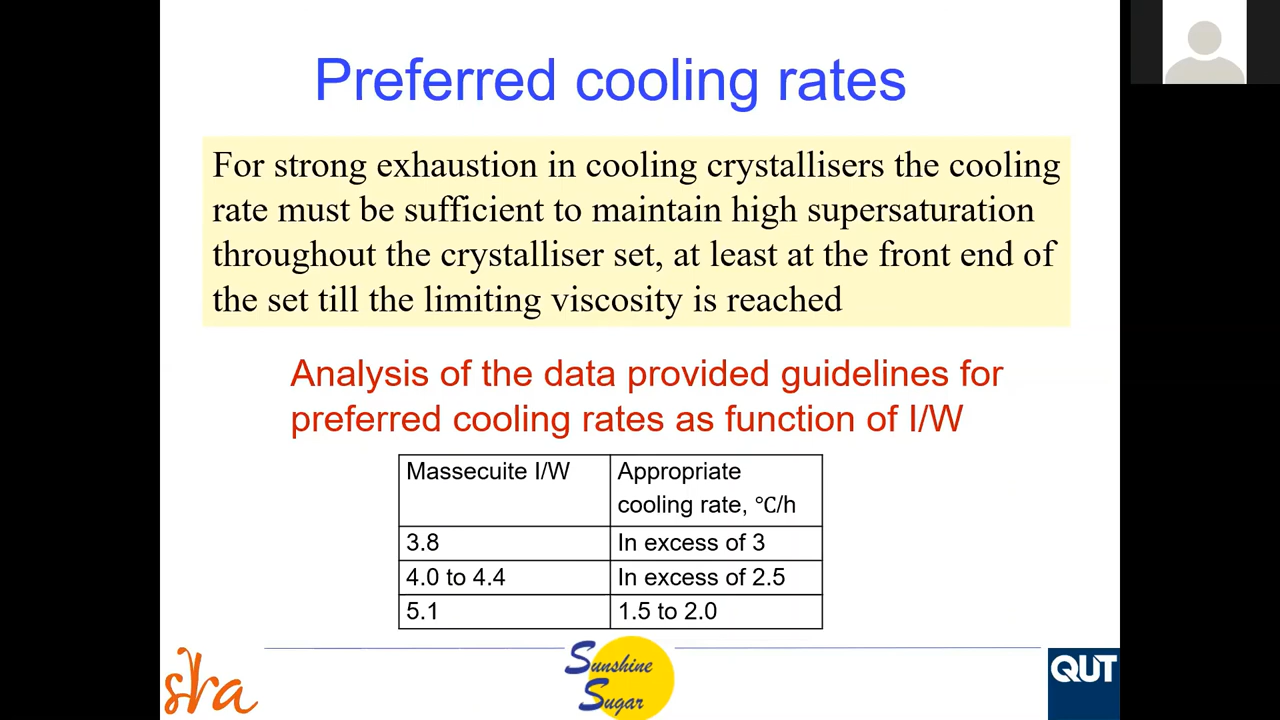 Preferred cooling rates
For strong exhaustion in cooling crystallisers the cooling
rate must be sufficient to maintain high supersaturation
throughout the crystalliser set, at least at the front end of
the set till the limiting viscosity is reached
Analysis of the data provided guidelines for
preferred cooling rates as function of I/W
Massecuite I/W
Appropriate
cooling rate, °C/h
3.8
In excess of 3
4.0 to 4.4
In excess of 2.5
5.1
1.5 to 2.0
sra
Sunshine
Sugar
QUT